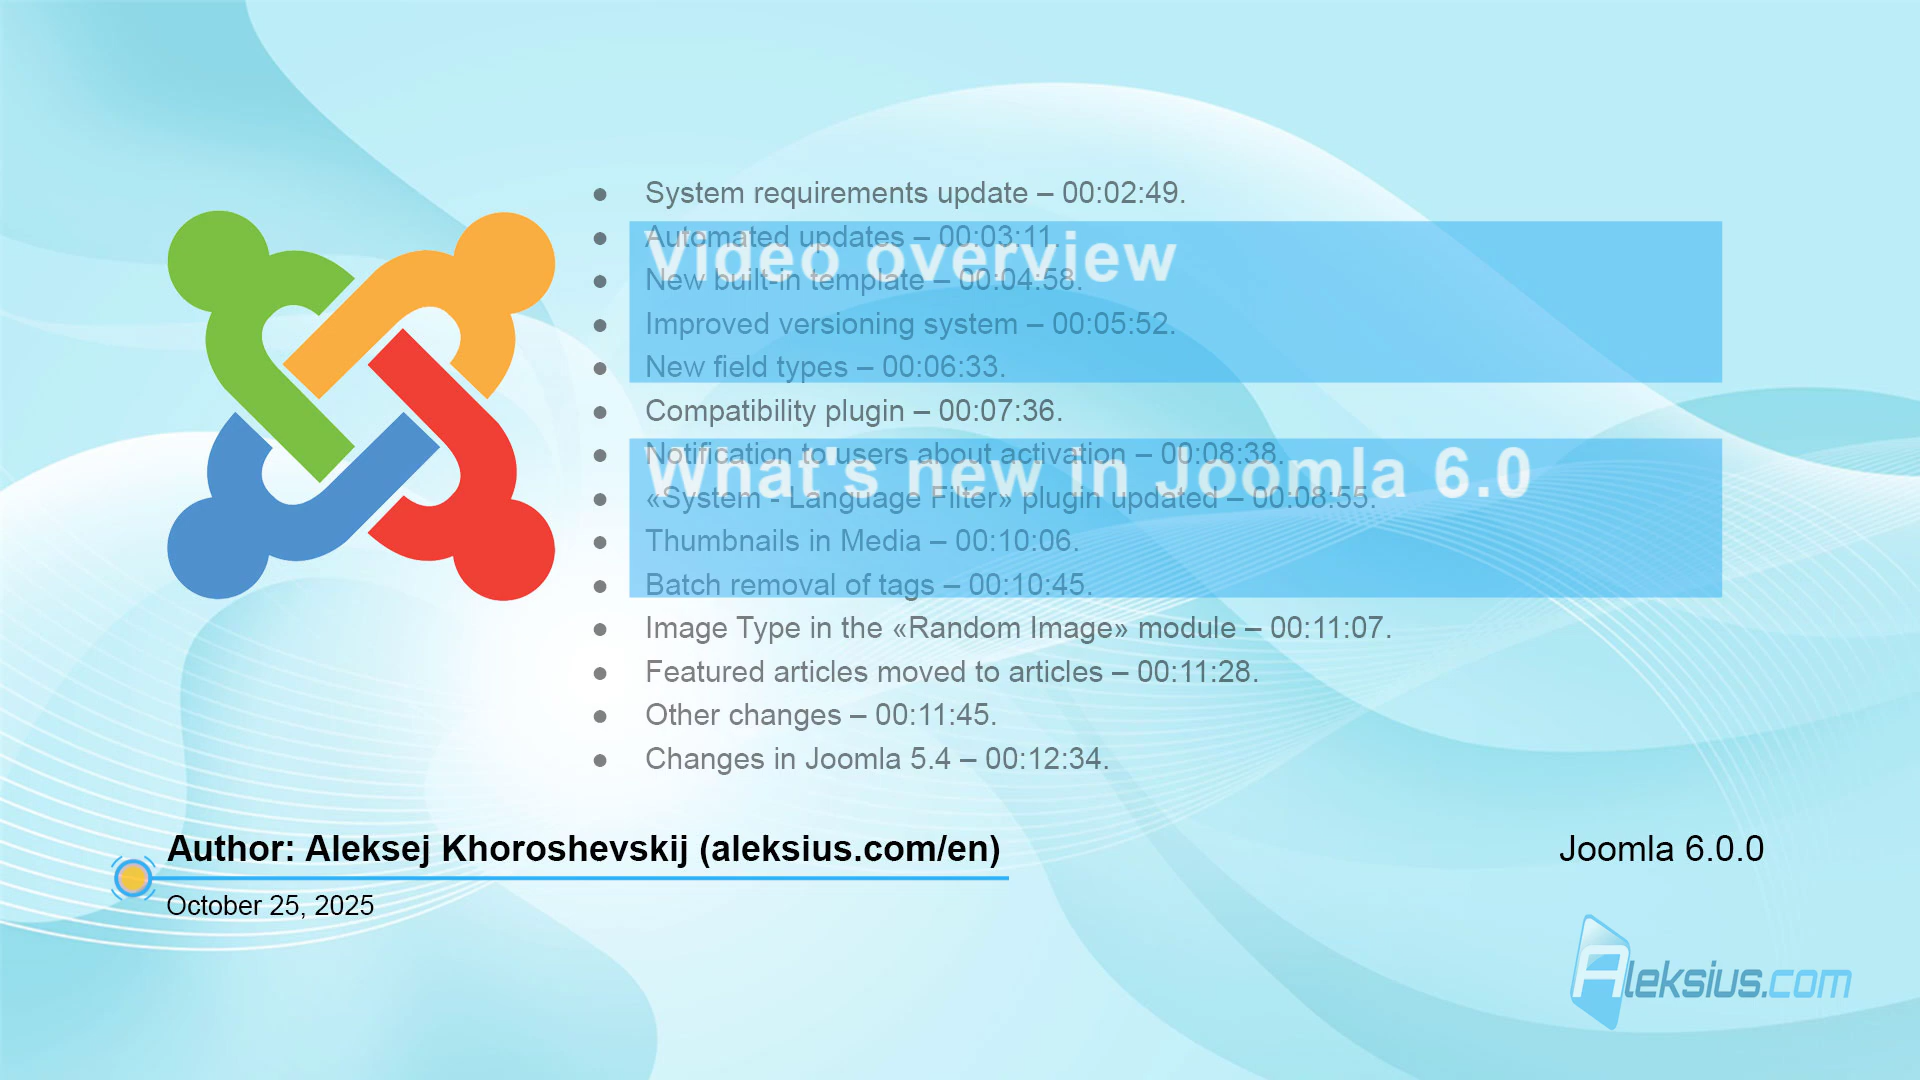 ● System requirements update – 00:02:49.
● Automated updates – 00:03:11.
Video overview
● New built-in template – 00:04:58.
● Improved versioning system – 00:05:52.
● New field types – 00:06:33.
● Compatibility plugin – 00:07:36.
● Notification to users about activation – 00:08:38.
What's new in Joomla 6.0
● «System - Language Filter» plugin updated – 00:08:55.
● Thumbnails in Media – 00:10:06.
● Batch removal of tags – 00:10:45.
● Image Type in the «Random Image» module – 00:11:07.
● Featured articles moved to articles – 00:11:28.
● Other changes – 00:11:45.
● Changes in Joomla 5.4 – 00:12:34.
Author: Aleksej Khoroshevskij (aleksius.com/en)
Joomla 6.0.0
October 25, 2025
Aleksius.com